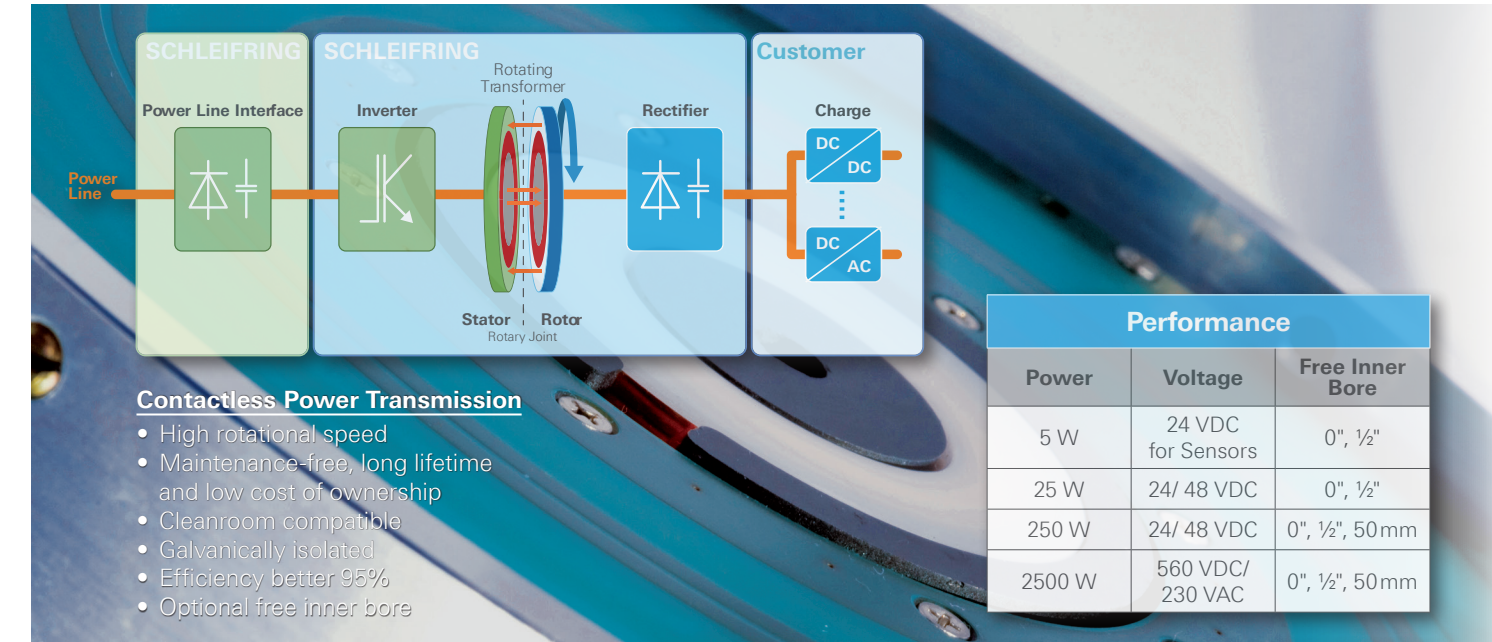 SCHLEIFRING
SCHLEIFRING
Customer
Rotating
Transformer
Power Line Interface
Inverter
Rectifier
Charge
DC
DC
Power
Line
DC
AC
Stator
Rotor
Rotary Joint
Contactless Power Transmission
• High rotational speed
• Maintenance-free, long lifetime
and low cost of ownership
• Cleanroom compatible
• Galvanically isolated
• Efficiency better 95%
• Optional free inner bore
Performance
Power Voltage Free Inner
Bore
5 W 24 VDC
for Sensors 0", ½"
25 W 24/ 48 VDC 0", ½"
250 W 24/ 48 VDC 0", ½", 50 mm
2500 W 560 VDC/
230 VAC 0", ½", 50 mm